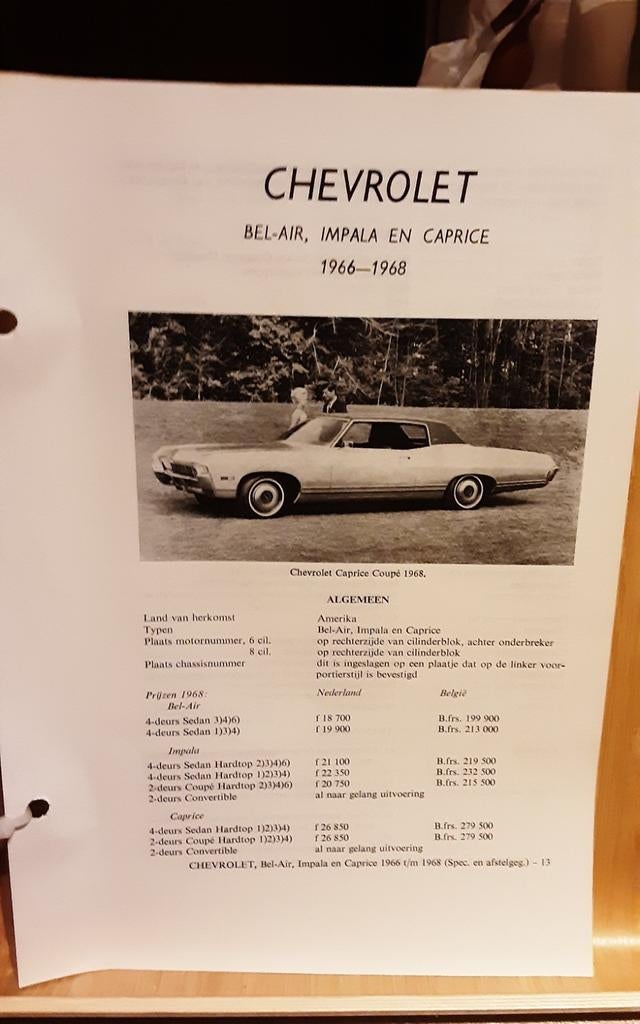 CHEVROLET
BEL-AIR, IMPALA EN CAPRICE
1966—1968
Chevrolet Caprice Coupé 1968.
ALGEMEEN
Land van herkomst Amerika
Typen Bel-Air, Impala en Caprice
Plaats motornummer, 6 cil. op rechterzijde van cilinderblok, achter onderbreker
8 cil. op rechterzijde van cilinderblok
Plaats chassisnummer dit is ingeslagen op een plaatje dat op de linker voor-
portierstijl is bevestigd
Prijzen 1968: Nederland België
Bel-Air
4-deurs Sedan 3)4)6) f 18 700 B.frs. 199 900
4-deurs Sedan 1)3)4) f 19 900 B.frs. 213 000
Impala
4-deurs Sedan Hardtop 2)3)4)6) f 21 100 B.frs. 219 500
4-deurs Sedan Hardtop 1)2)3)4) f 22 350 B.frs. 232 500
2-deurs Coupé Hardtop 2)3)4)6) f 20 750 B.frs. 215 500
2-deurs Convertible al naar gelang uitvoering
Caprice
4-deurs Sedan Hardtop 1)2)3)4) f 26 850 B.frs. 279 500
2-deurs Coupé Hardtop 1)2)3)4) f 26 850 B.frs. 279 500
2-deurs Convertible al naar gelang uitvoering
CHEVROLET, Bel-Air, Impala en Caprice 1966 t/m 1968 (Spec. en afstelgeg.) – 13